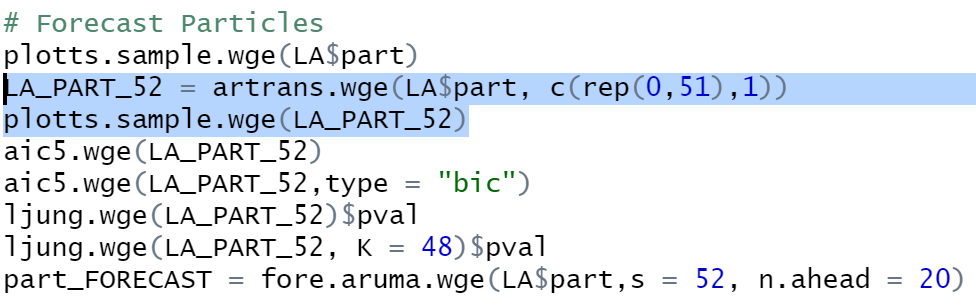 # Forecast Particles
plotts.sample.wge(LA$part)
LA_PART_52 = artrans.wge(LA$part, c(rep(0,51),1))
plotts.sample.wge(LA_PART_52)
aic5.wge(LA_PART_52)
aic5.wge(LA_PART_52,type = "bic")
ljung.wge(LA_PART_52)$pval
ljung.wge(LA_PART_52, K = 48)$pval
part_FORECAST = fore.aruma.wge(LA$part,s = 52, n.ahead = 20)